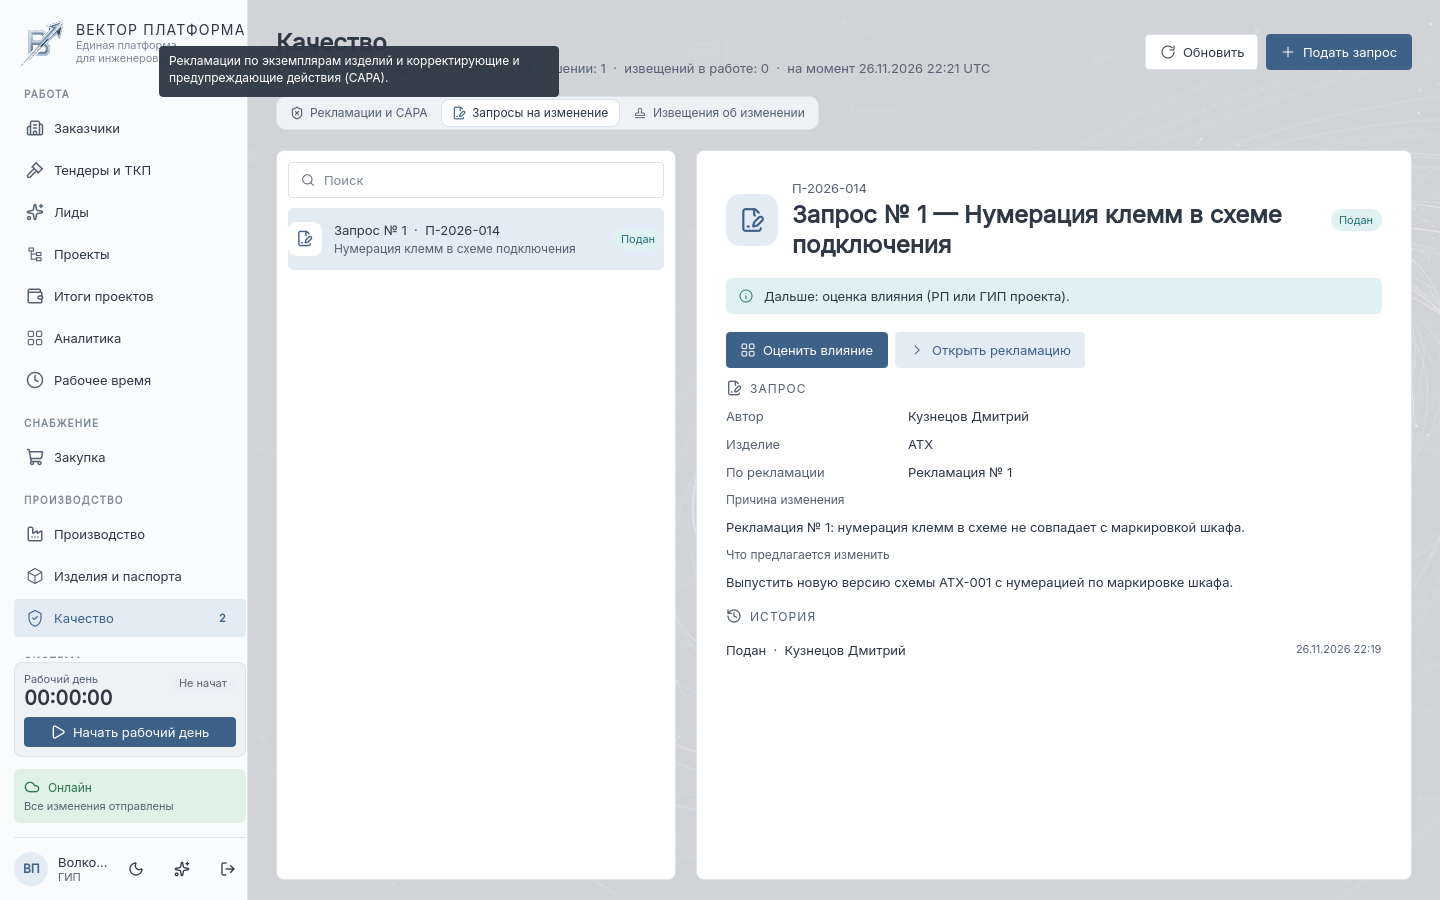 ВЕКТОР ПЛАТФОРМА
Единая платформа
для инженеров
РАБОТА
Заказчики
Тендеры и ТКП
Лиды
Проекты
Итоги проектов
Аналитика
Рабочее время
СНАБЖЕНИЕ
Закупка
ПРОИЗВОДСТВО
Производство
Изделия и паспорта
Качество 2
Рабочий день
Не начат
00:00:00
Начать рабочий день
Онлайн
Все изменения отправлены
ВП
Волко...
ГИП
Качество
Рекламации по экземплярам изделий и корректирующие и
предупреждающие действия (CAPA).
1 · извещений в работе: 0 · на момент 26.11.2026 22:21 UTC
Обновить
Подать запрос
Рекламации и CAPA
Запросы на изменение
Извещения об изменении
Поиск
Запрос № 1 · П-2026-014
Нумерация клемм в схеме подключения
Подан
П-2026-014
Запрос № 1 — Нумерация клемм в схеме
подключения
Подан
Дальше: оценка влияния (РП или ГИП проекта).
Оценить влияние
Открыть рекламацию
ЗАПРОС
Автор Кузнецов Дмитрий
Изделие АТХ
По рекламации Рекламация № 1
Причина изменения
Рекламация № 1: нумерация клемм в схеме не совпадает с маркировкой шкафа.
Что предлагается изменить
Выпустить новую версию схемы АТХ-001 с нумерацией по маркировке шкафа.
ИСТОРИЯ
Подан · Кузнецов Дмитрий 26.11.2026 22:19